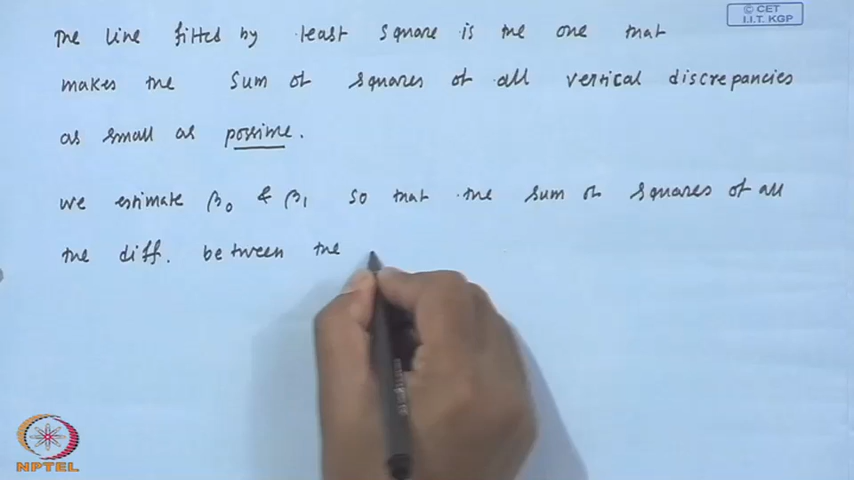 © CET
I.I.T. KGP
The line fitted by least square is the one that
makes the sum of squares of all vertical discrepancies
as small as possible.
we estimate β₀ & β₁ so that the sum of squares of all
the diff. between the
NPTEL